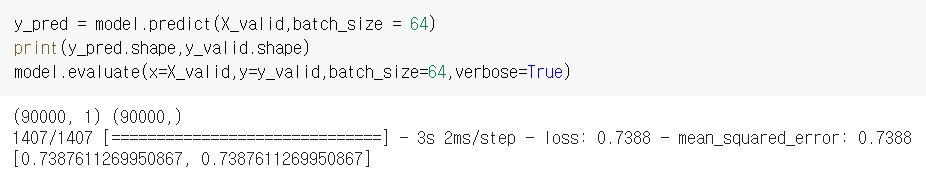 y_pred = model.predict(X_valid,batch_size = 64)
print(y_pred.shape,y_valid.shape)
model.evaluate(x=X_valid,y=y_valid,batch_size=64,verbose=True)
(90000, 1) (90000,)
1407/1407 [==============================] - 3s 2ms/step - loss: 0.7388 - mean_squared_error: 0.7388
[0.7387611269950867, 0.7387611269950867]